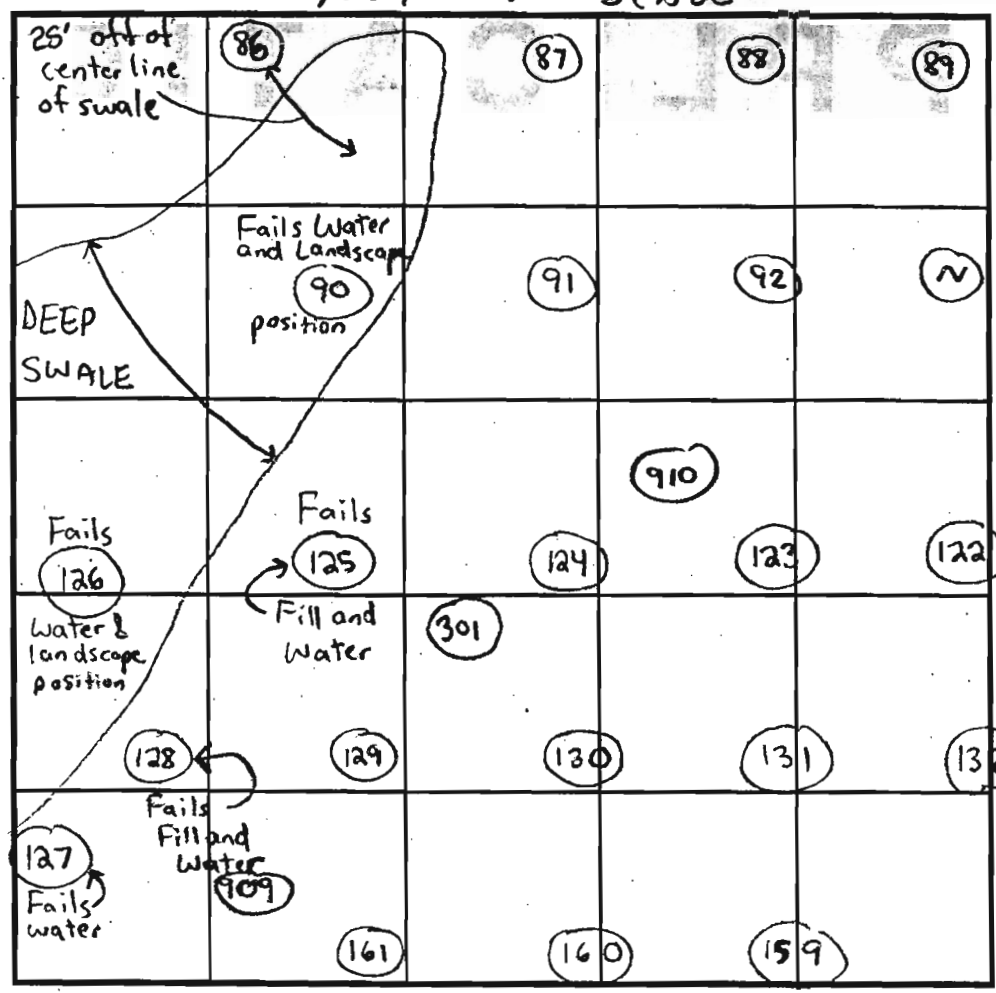 25' off of
center line
of swale
86
87
88
89
Fails Water
and Landscape
90
position
91
92
N
DEEP
SWALE
910
Fails
126
Water &
landscape
position
Fails
125
Fill and
Water
124
123
122
301
128
129
130
131
Fails
Fill and
Water
127
Fails
water
909
161
160
159